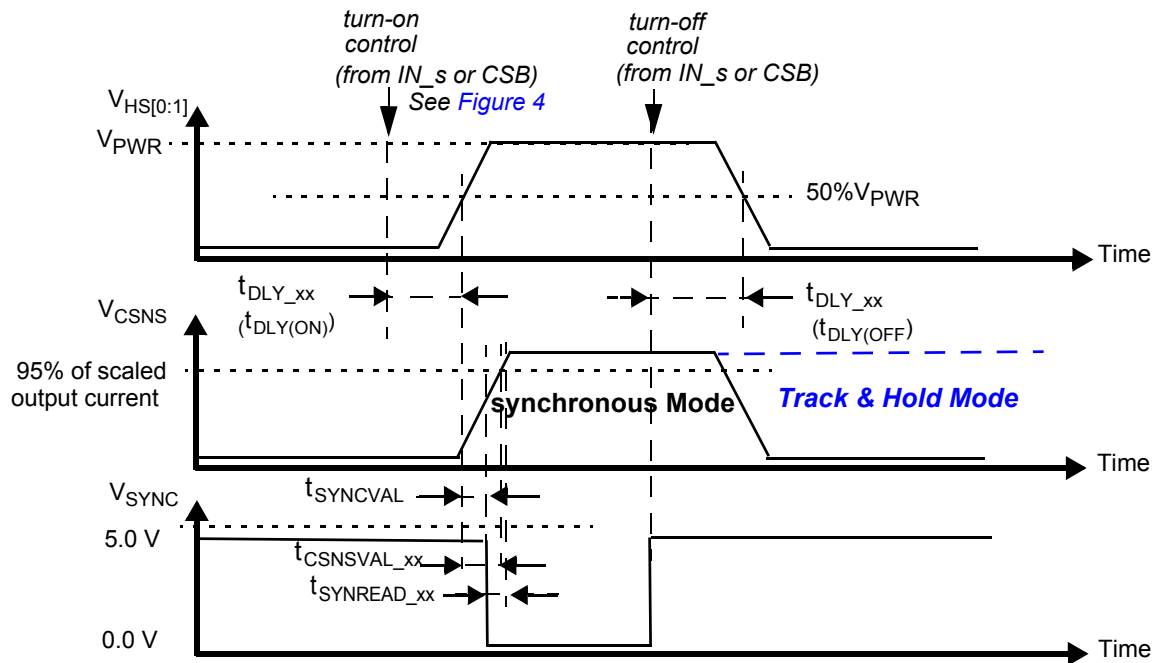 turn-on
control
(from IN_s or CSB)
See Figure 4
turn-off
control
(from IN_s or CSB)
VHS[0:1]
VPWR
50%VPWR
Time
tDLY_xx
(tDLY(ON))
tDLY_xx
(tDLY(OFF)
VCSNS
95% of scaled
output current
synchronous Mode
Track & Hold Mode
Time
tSYNCVAL
VSYNC
5.0 V
tCSNSVAL_xx
tSYNREAD_xx
0.0 V
Time